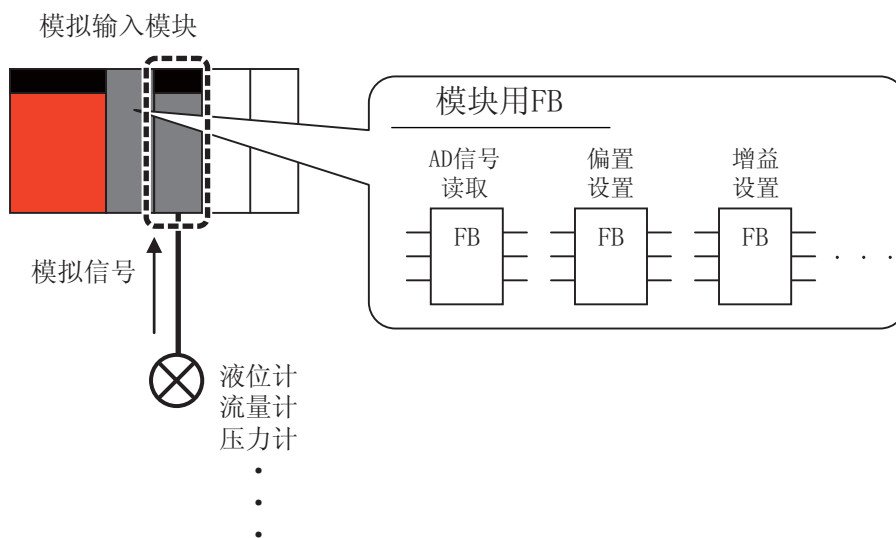 模拟输入模块
模块用FB
AD信号
读取
偏置
设置
增益
设置
FB
FB
FB
· · ·
模拟信号
液位计
流量计
压力计
·
·
·